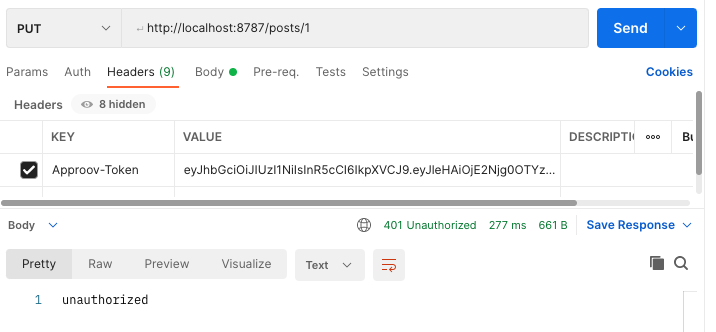 PUT http://localhost:8787/posts/1 Send
Params Auth Headers (9) Body Pre-req. Tests Settings Cookies
Headers 8 hidden
KEY VALUE DESCRIPTIO ooo Bu
Approov-Token eyJhbGciOiJIUzI1NiIsInR5cCI6IkpXVCJ9.eyJleHAiOjE2Njg0OTYz...
Body 401 Unauthorized 277 ms 661 B Save Response
Pretty Raw Preview Visualize Text
1 unauthorized